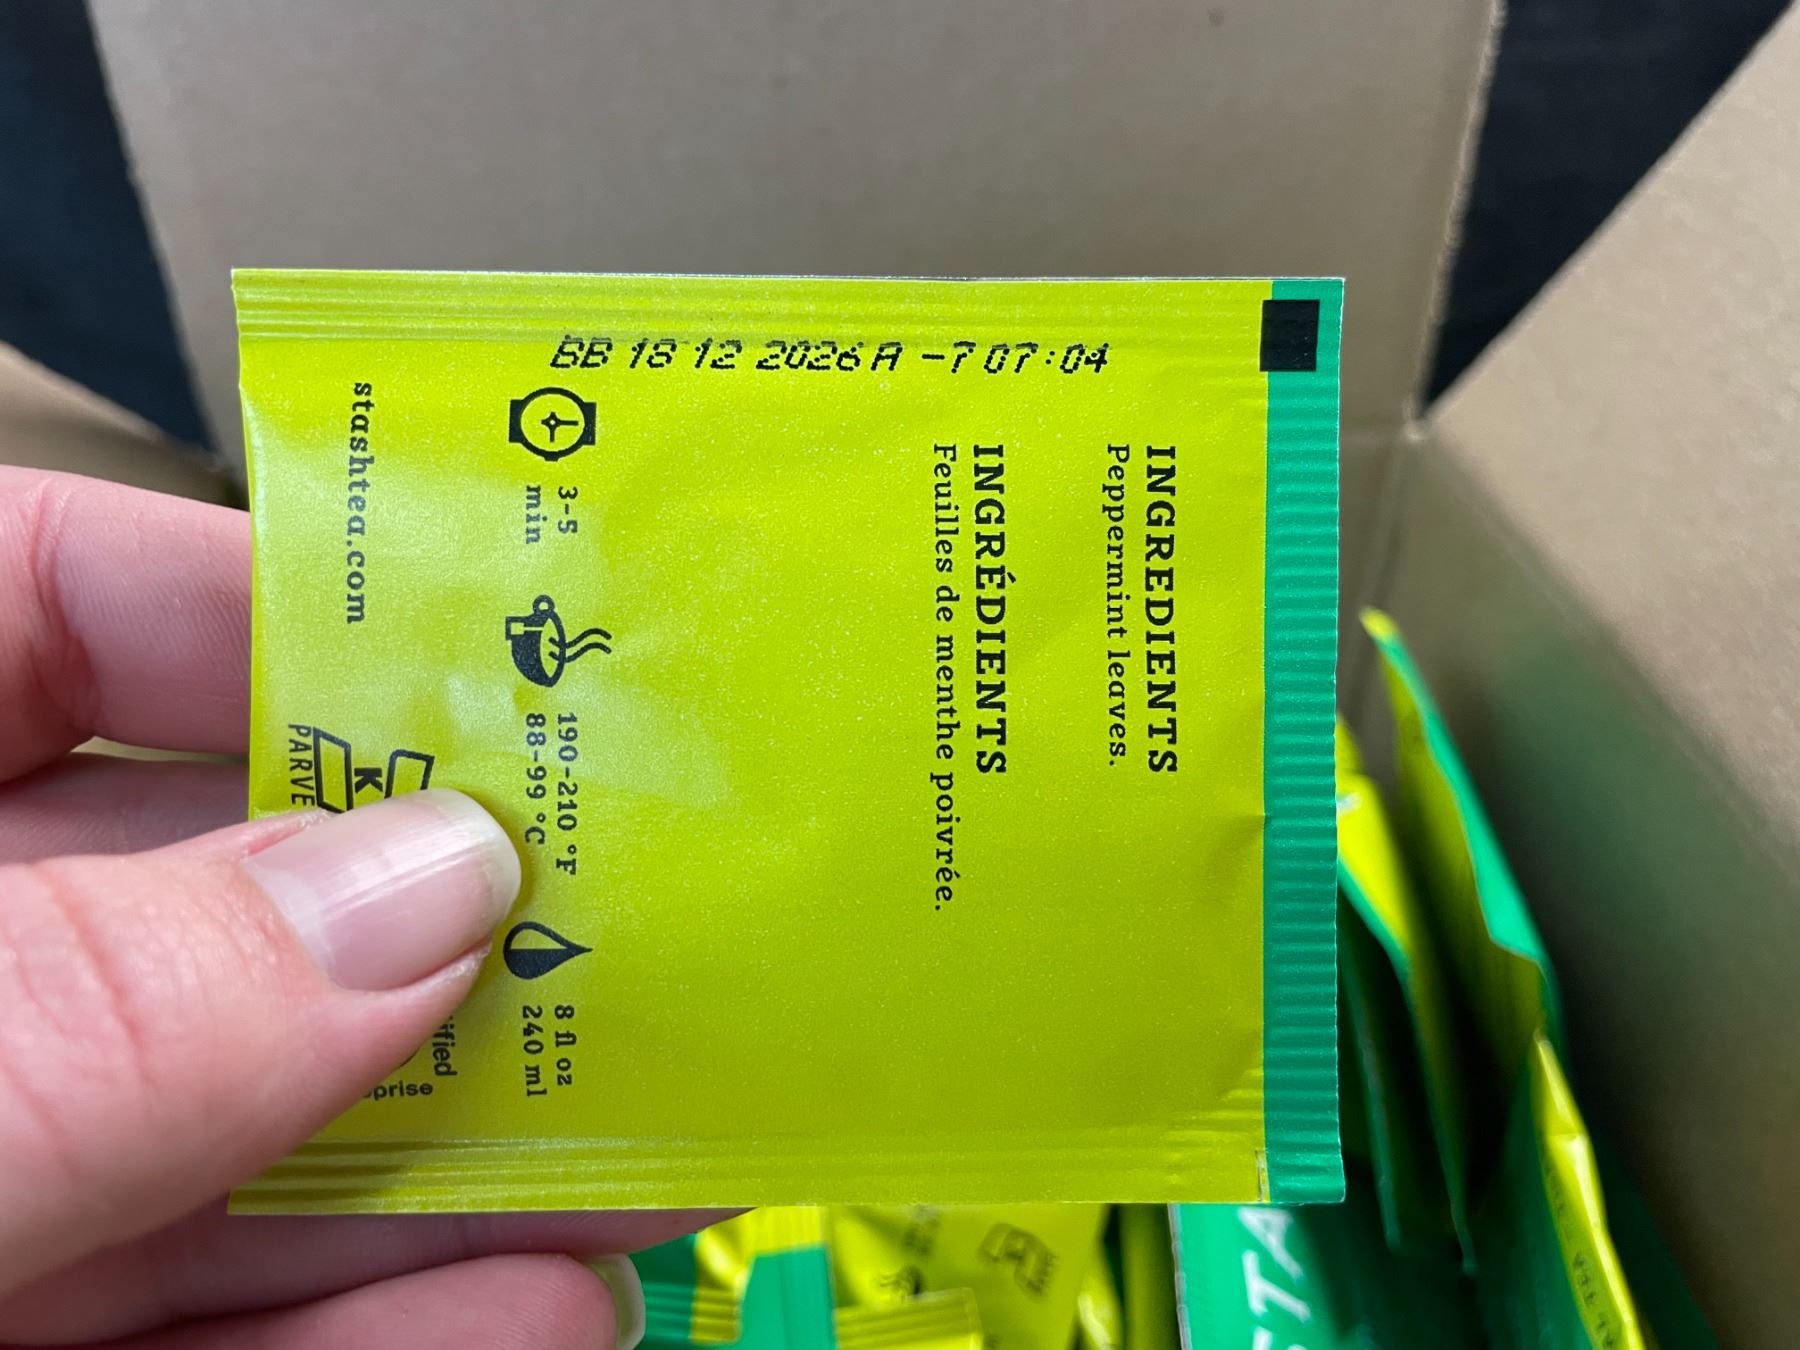 BB 18 12 2026 A -7 07:04
INGREDIENTS
Peppermint leaves.
INGRÉDIENTS
Feuilles de menthe poivrée.
3-5
min
190-210 °F
88-99 °C
8 fl oz
240 ml
stashtea.com
K
PARVE
STA